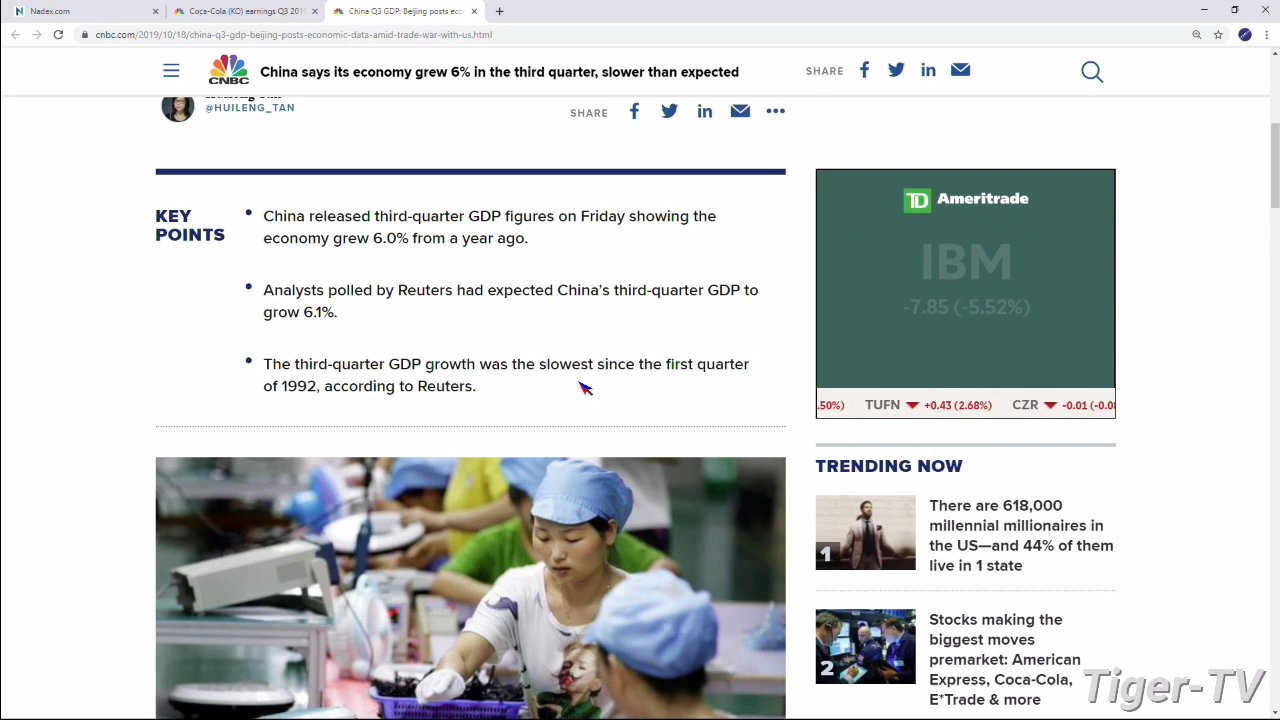 Nadex.com
Coca-Cola (KO) earnings Q3 201
China Q3 GDP: Beijing posts eco
cnbc.com/2019/10/18/china-q3-gdp-beijing-posts-economic-data-amid-trade-war-with-us.html
CNBC
China says its economy grew 6% in the third quarter, slower than expected
SHARE
@HUILENG_TAN
SHARE
KEY
POINTS
China released third-quarter GDP figures on Friday showing the
economy grew 6.0% from a year ago.
Analysts polled by Reuters had expected China's third-quarter GDP to
grow 6.1%.
The third-quarter GDP growth was the slowest since the first quarter
of 1992, according to Reuters.
TD Ameritrade
IBM
-7.85 (-5.52%)
.50%) TUFN +0.43 (2.68%) CZR -0.01 (-0.0
TRENDING NOW
1
There are 618,000
millennial millionaires in
the US—and 44% of them
live in 1 state
2
Stocks making the
biggest moves
premarket: American
Express, Coca-Cola,
E*Trade & more
Tiger-TV